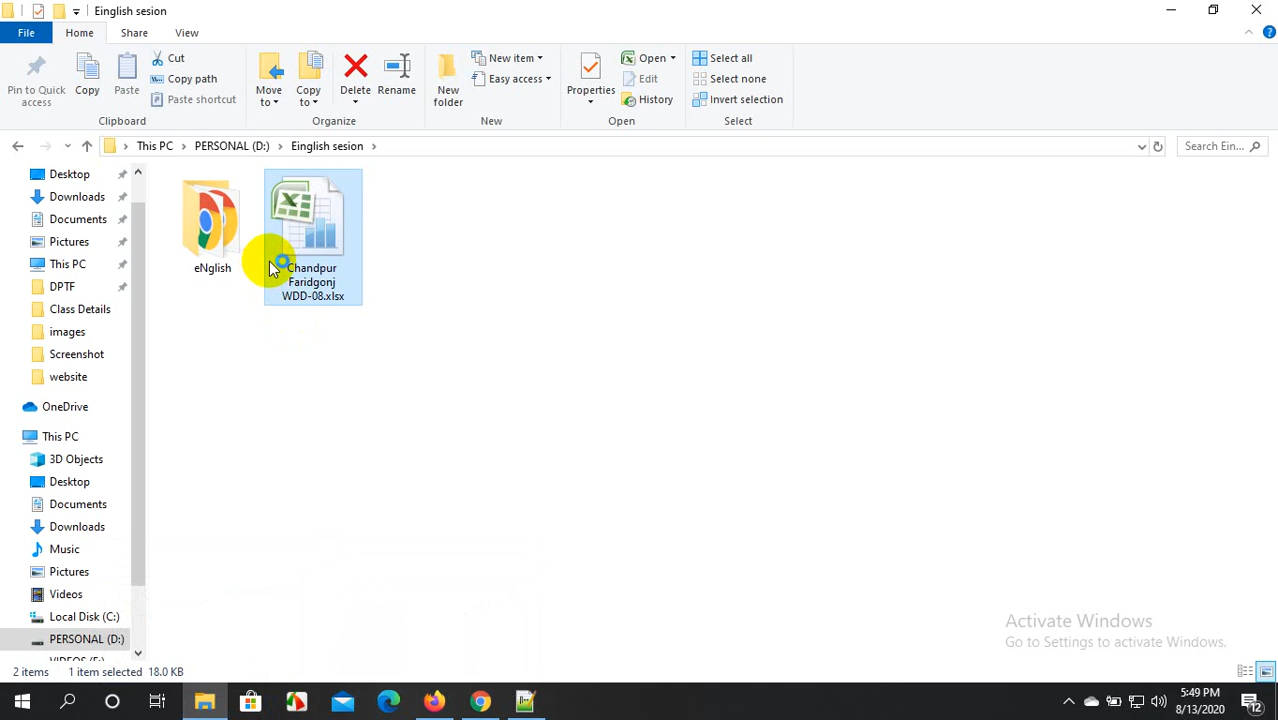 Einglish sesion
File
Home
Share
View
Pin to Quick access
Copy
Paste
Cut
Copy path
Paste shortcut
Clipboard
Move to
Copy to
Delete
Rename
Organize
New folder
New item
Easy access
New
Properties
Open
Edit
History
Open
Select all
Select none
Invert selection
Select
This PC
PERSONAL (D:)
Einglish sesion
Search Ein...
Desktop
Downloads
Documents
Pictures
This PC
DPTF
Class Details
images
Screenshot
website
OneDrive
This PC
3D Objects
Desktop
Documents
Downloads
Music
Pictures
Videos
Local Disk (C:)
PERSONAL (D:)
VIDEOS (E:)
eNglish
Chandpur
Faridgonj
WDD-08.xlsx
Activate Windows
Go to Settings to activate Windows.
2 items
1 item selected 18.0 KB
5:49 PM
8/13/2020
12